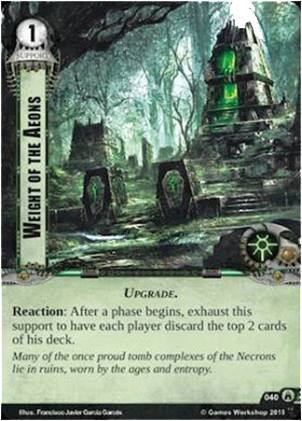 1
SUPPORT
WEIGHT OF THE AEONS
UPGRADE.
Reaction: After a phase begins, exhaust this
support to have each player discard the top 2 cards
of his deck.
Many of the once proud tomb complexes of the Necrons
lie in ruins, worn by the ages and entropy.
040
Illus. Francisco Javier Garcia Garcés
© Games Workshop 2015